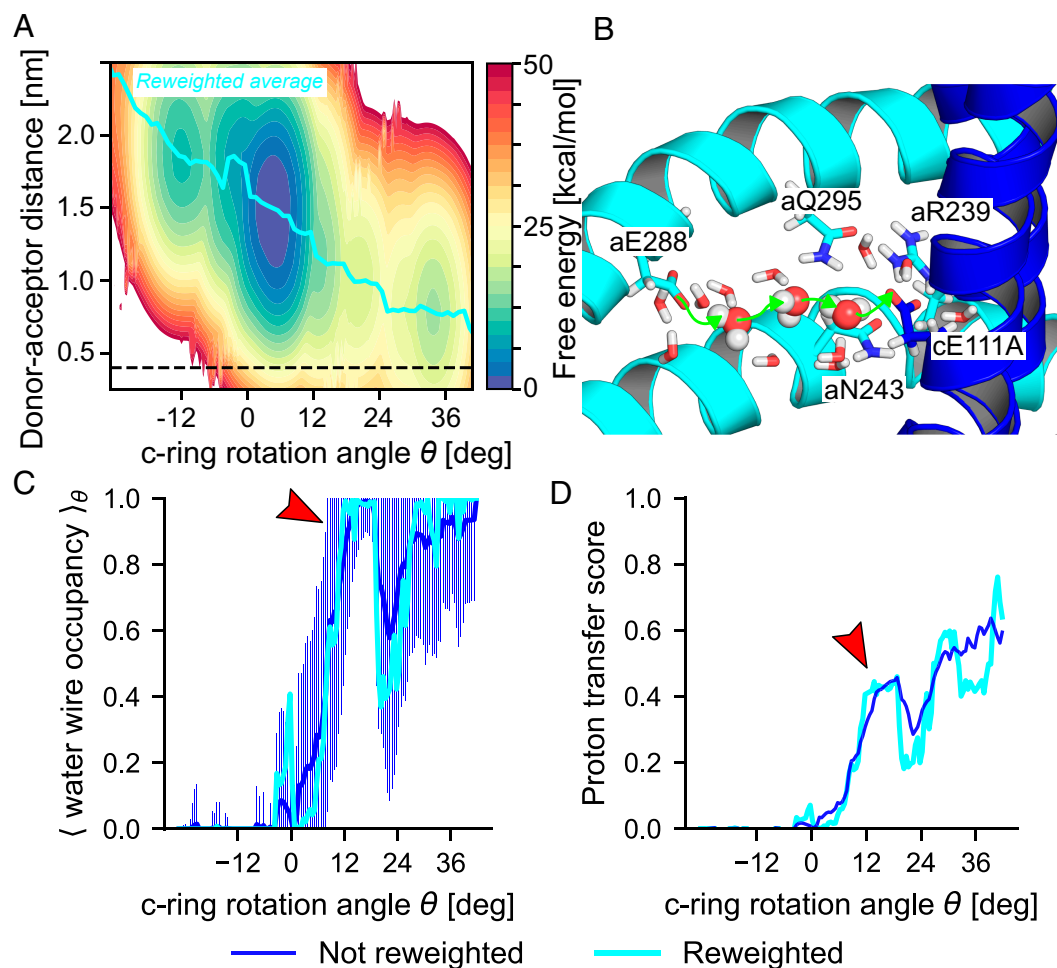 A
Donor-acceptor distance [nm]
2.0
1.5
1.0
0.5
Reweighted average
-12
0
12
24
36
c-ring rotation angle θ [deg]
50
25
0
Free energy [kcal/mol]
B
aQ295
aR239
aE288
cE111A
aN243
C
⟨ water wire occupancy ⟩θ
1.0
0.8
0.6
0.4
0.2
0.0
−12
0
12
24
36
c-ring rotation angle θ [deg]
D
Proton transfer score
1.0
0.8
0.6
0.4
0.2
0.0
−12
0
12
24
36
c-ring rotation angle θ [deg]
Not reweighted
Reweighted